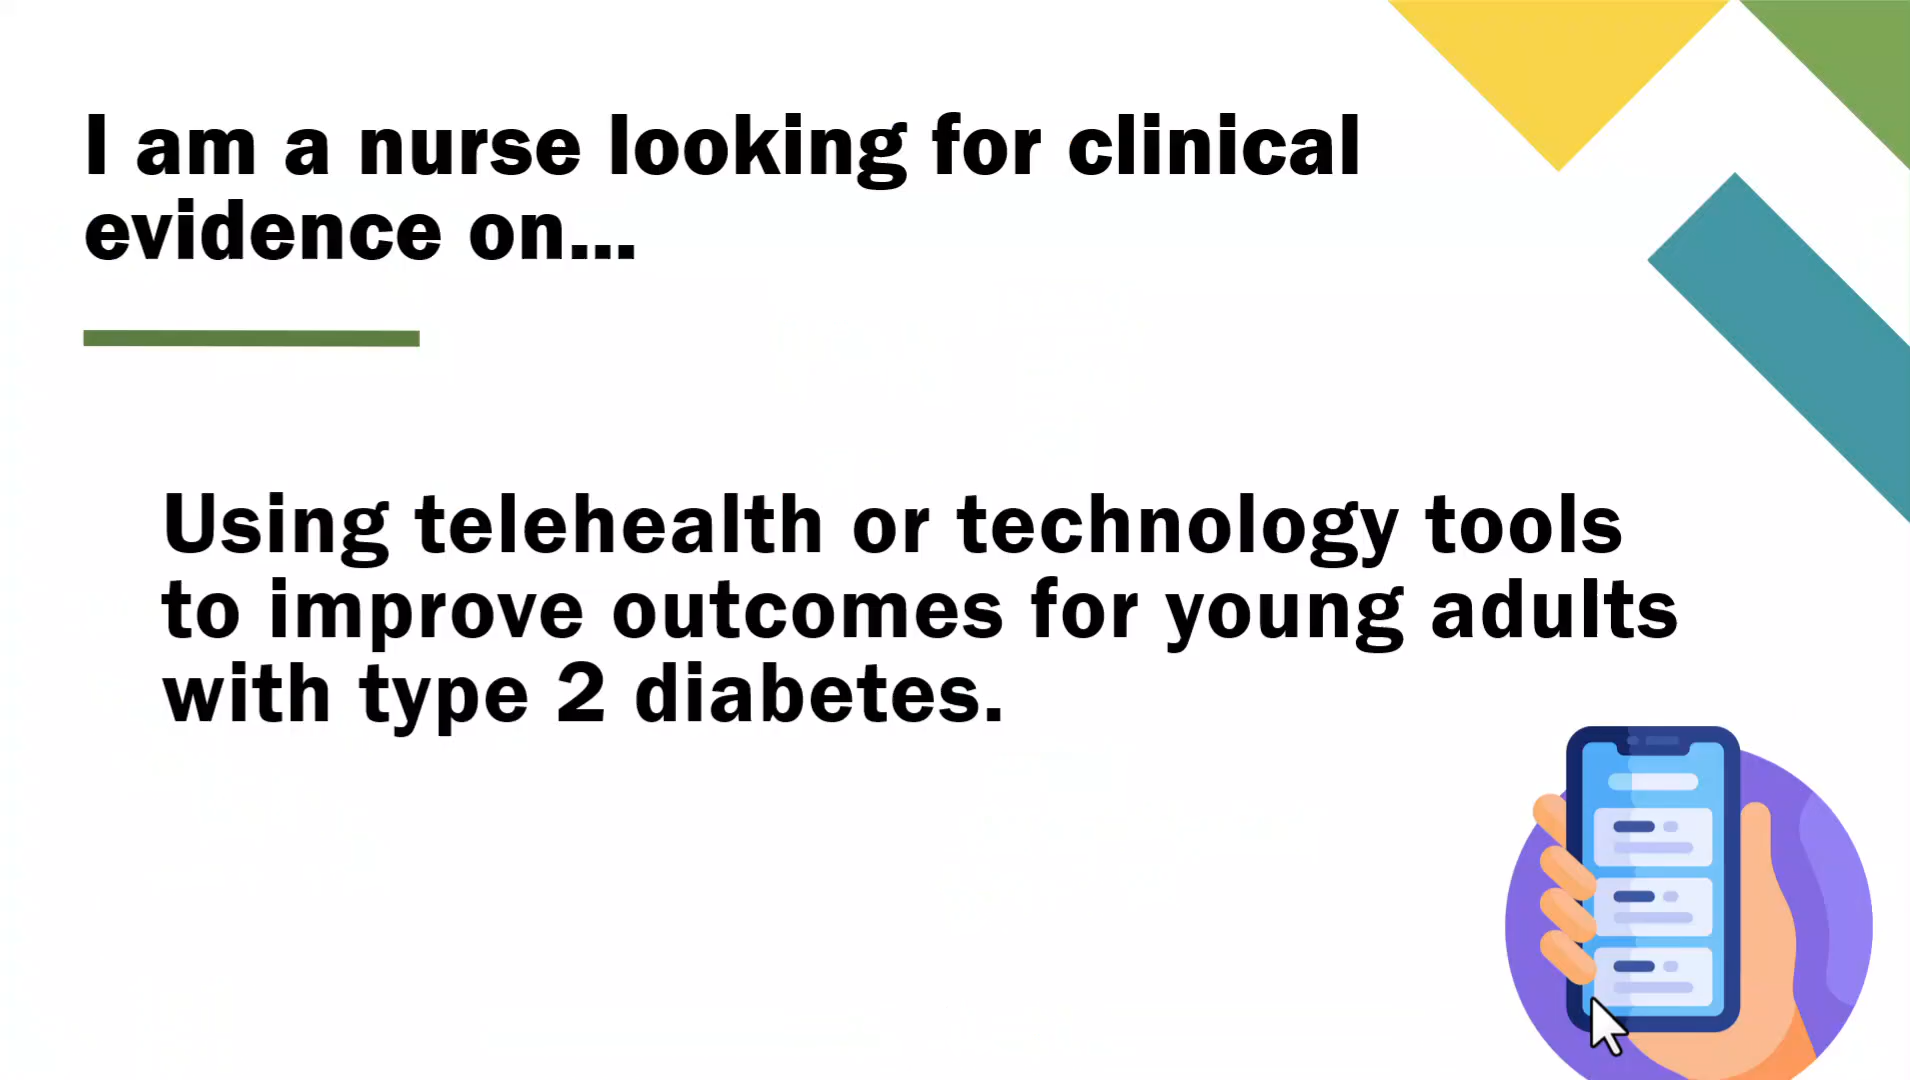 I am a nurse looking for clinical
evidence on...
Using telehealth or technology tools
to improve outcomes for young adults
with type 2 diabetes.